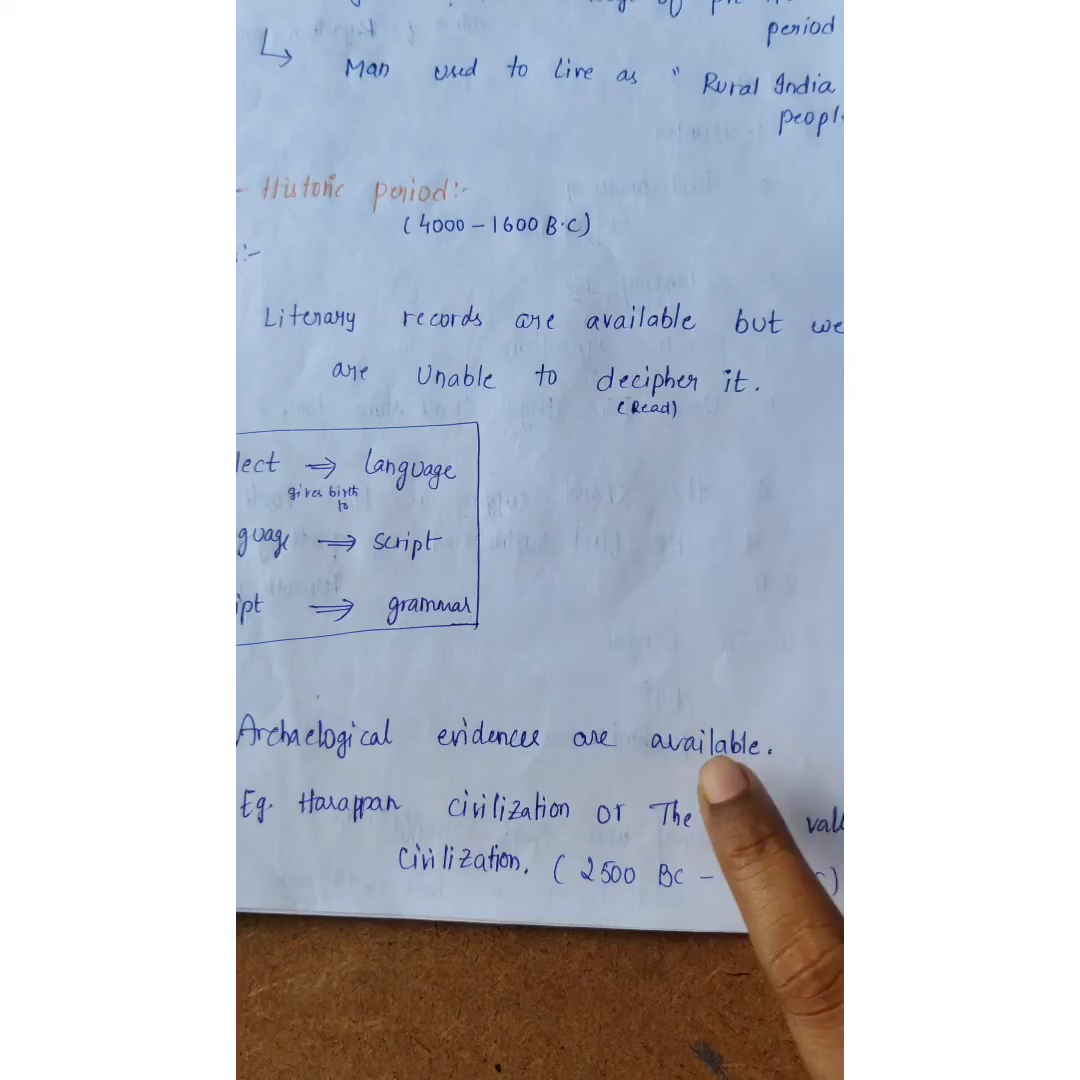 period
↳ Man used to live as " Rural India
- Historic period:-
(4000 - 1600 B.C)
:-
Literary records are available but we
are Unable to decipher it.
(Read)
lect ⇒ language
gives birth
to
guage ⇒ script
ipt ⇒ grammar
Archaelogical evidences are available.
Eg. Harappan civilization or The
civilization. (2500 BC -